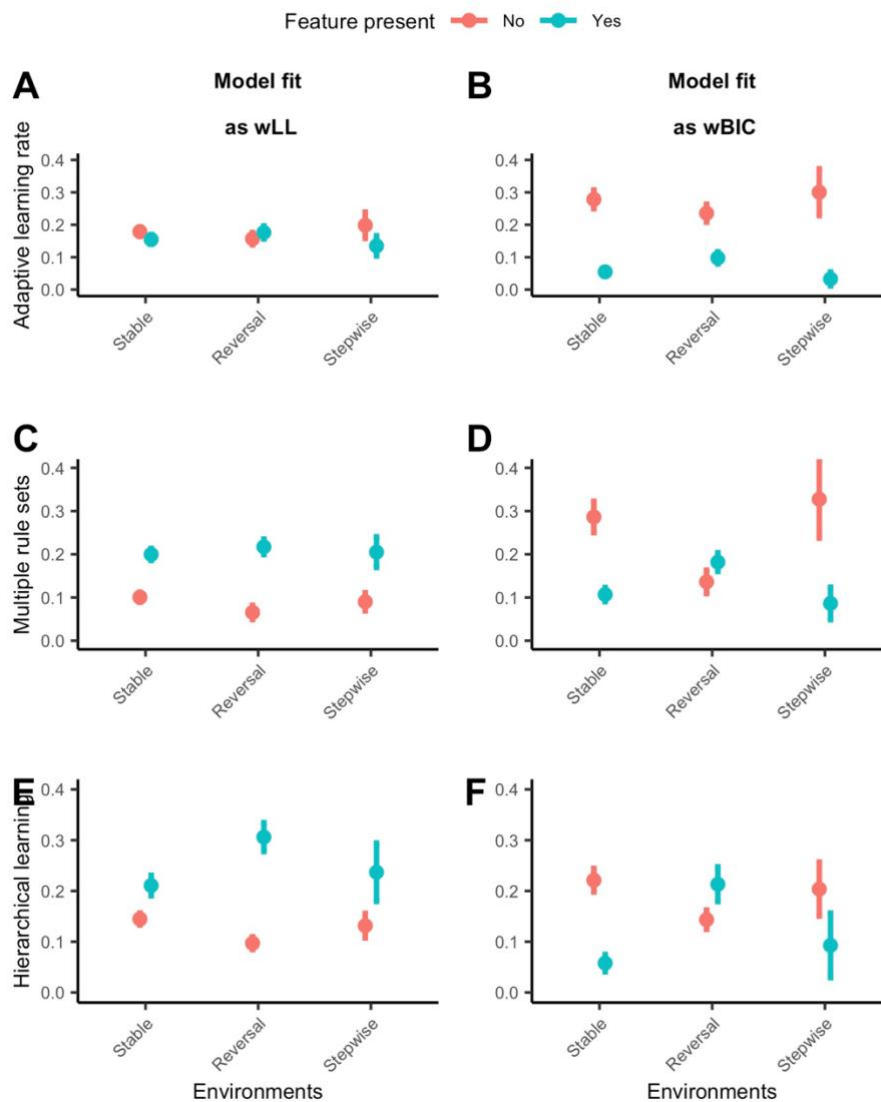 Feature present No Yes
A Model fit as wLL
B Model fit as wBIC
Adaptive learning rate
0.4
0.3
0.2
0.1
0.0
Stable Reversal Stepwise
0.4
0.3
0.2
0.1
0.0
Stable Reversal Stepwise
C
Multiple rule sets
0.4
0.3
0.2
0.1
0.0
Stable Reversal Stepwise
D
0.4
0.3
0.2
0.1
0.0
Stable Reversal Stepwise
E
Hierarchical learning
0.4
0.3
0.2
0.1
0.0
Stable Reversal Stepwise
Environments
F
0.4
0.3
0.2
0.1
0.0
Stable Reversal Stepwise
Environments